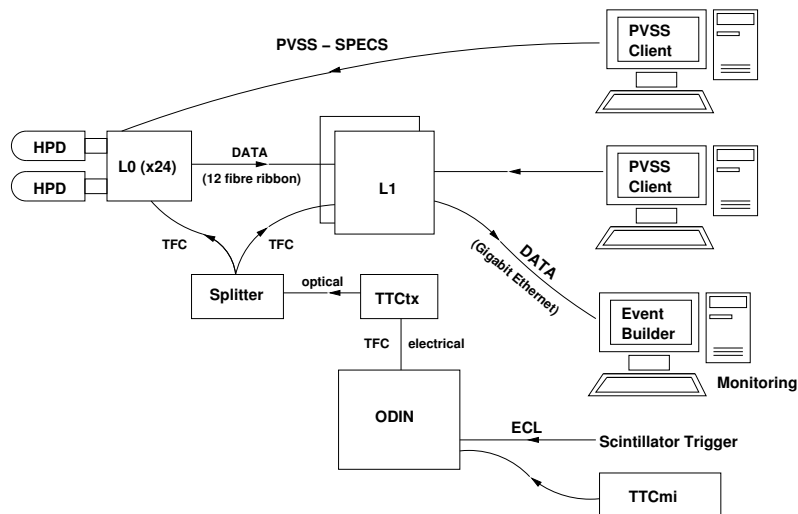 PVSS – SPECS
PVSS
Client
HPD
HPD
L0 (x24)
DATA
(12 fibre ribbon)
L1
PVSS
Client
TFC
TFC
DATA
(Gigabit Ethernet)
Splitter
optical
TTCtx
Event
Builder
Monitoring
TFC
electrical
ODIN
ECL
Scintillator Trigger
TTCmi